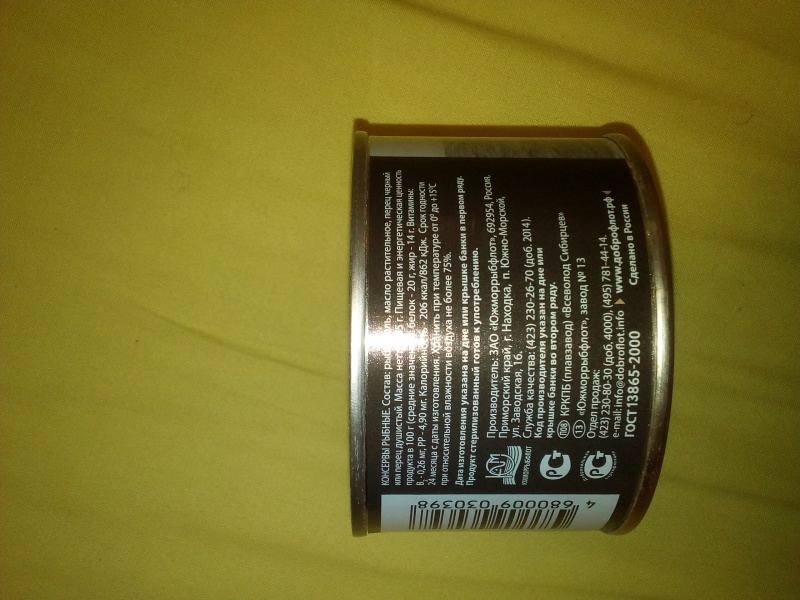 КОНСЕРВЫ РЫБНЫЕ. Состав: масло растительное, перец черный
или перец душистый. Масса нетто г. Пищевая и энергетическая ценность
продукта в 100 г (средние значения): белок - 20 г, жир - 14 г. Витамины:
- 0,26 мг, РР - 4,90 мг. Калорийность - 206 ккал/862 кДж. Срок годности
24 месяца с даты изготовления. Хранить при температуре от 0° до +15°С
при относительной влажности воздуха не более 75%.
Дата изготовления указана на дне или крышке банки в первом ряду.
Продукт стерилизованный готов к употреблению.
Производитель: ЗАО «Южморрыбфлот», 692954, Россия,
Приморский край, г. Находка, п. Южно-Морской,
ул. Заводская, 16.
Служба качества: (423) 230-26-70 (доб. 2014).
Код производителя указан на дне или
крышке банки во втором ряду.
КРКПБ (плавзавод) «Всеволод Сибирцев»
13 «Южморрыбфлот», завод № 13
Отдел продаж:
(423) 230-80-30 (доб. 4000), (495) 781-44-14.
e-mail: info@dobroflot.info www.доброфлот.рф
ГОСТ 13865-2000 Сделано в России
ЮЖМОРРЫБФЛОТ
4 680009 030398